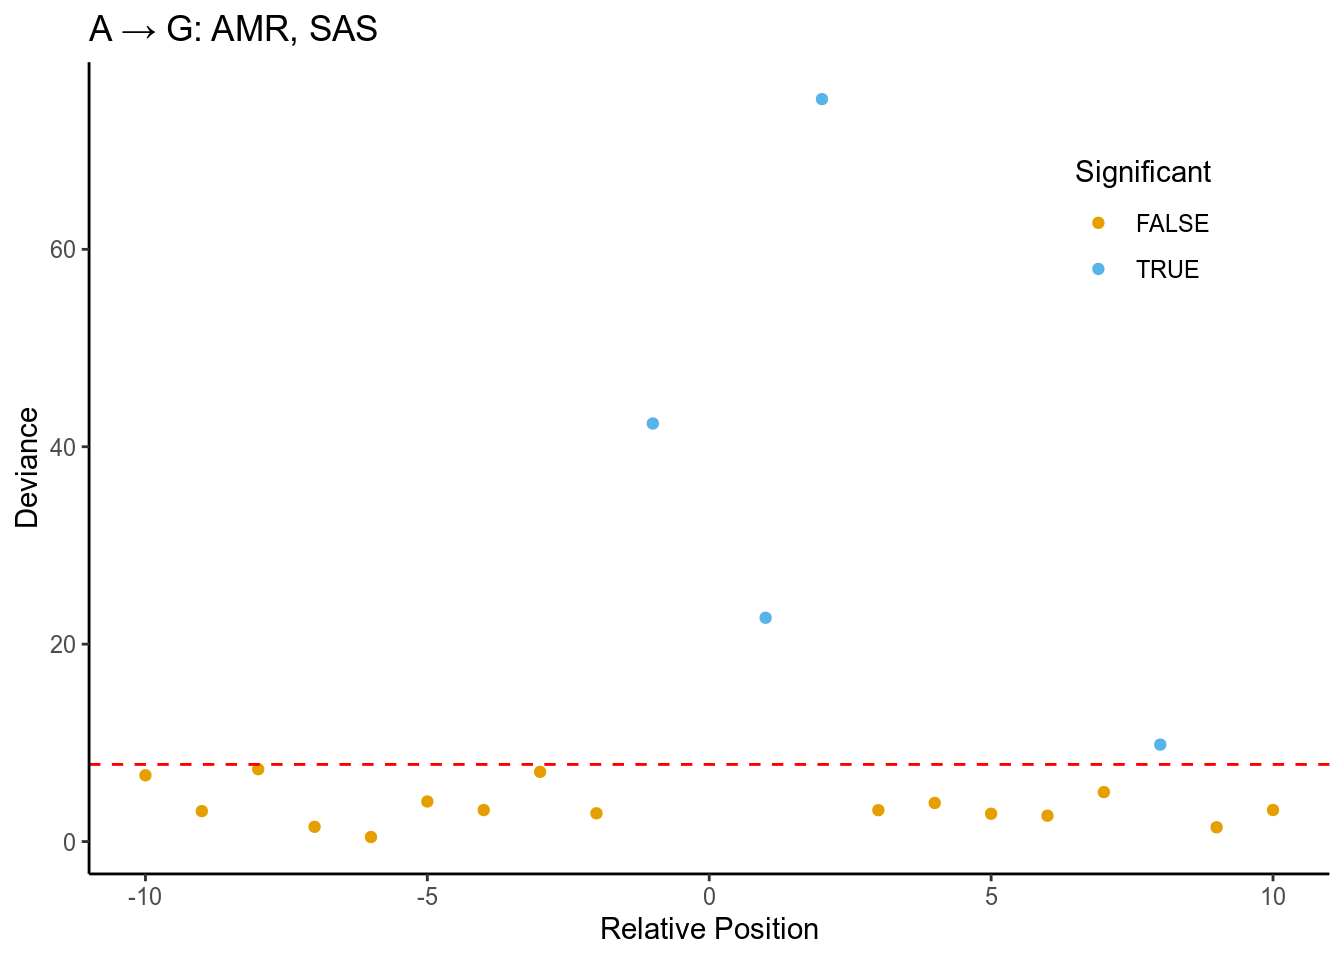 A → G: AMR, SAS
Significant
FALSE
TRUE
60
40
20
0
Deviance
-10
-5
0
5
10
Relative Position